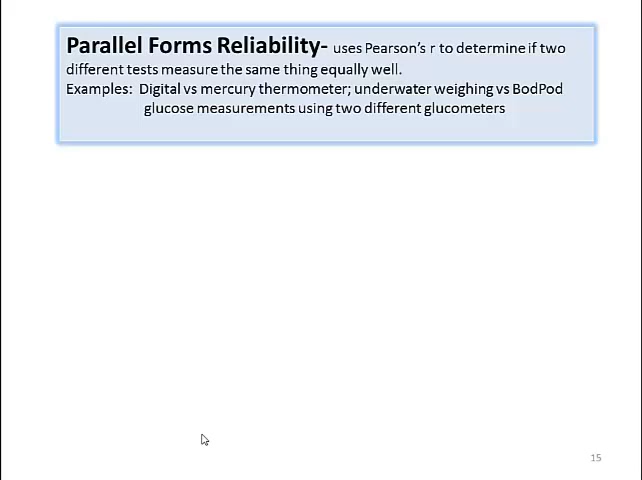 Parallel Forms Reliability- uses Pearson's r to determine if two
different tests measure the same thing equally well.
Examples:  Digital vs mercury thermometer; underwater weighing vs BodPod
glucose measurements using two different glucometers
15